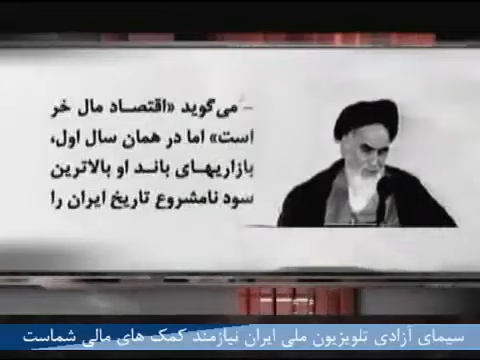 - می‌گوید «اقتصاد مال خر
است» اما در همان سال اول،
بازاریهای باند او بالاترین
سود نامشروع تاریخ ایران را
سیمای آزادی تلویزیون ملی ایران نیازمند کمک های مالی شماست